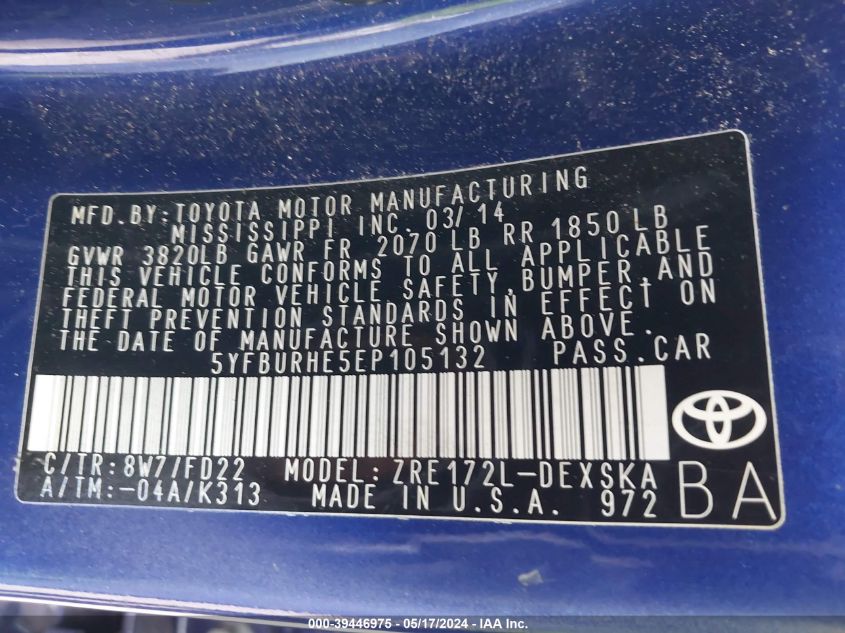 MFD.BY:TOYOTA MOTOR MANUFACTURING
MISSISSIPPI INC. 03/14
GVWR 3820LB GAWR FR 2070 LB RR 1850 LB
THIS VEHICLE CONFORMS TO ALL APPLICABLE
FEDERAL MOTOR VEHICLE SAFETY,BUMPER,AND
THEFT PREVENTION STANDARDS IN EFFECT ON
THE DATE OF MANUFACTURE SHOWN ABOVE.
5YFBURHE5EP105132 PASS.CAR
C/TR:8W7/FD22 MODEL:ZRE172L-DEXSKA
A/TM:-04A/K313 MADE IN U.S.A. 972
BA
000-39446975 - 05/17/2024 - IAA Inc.